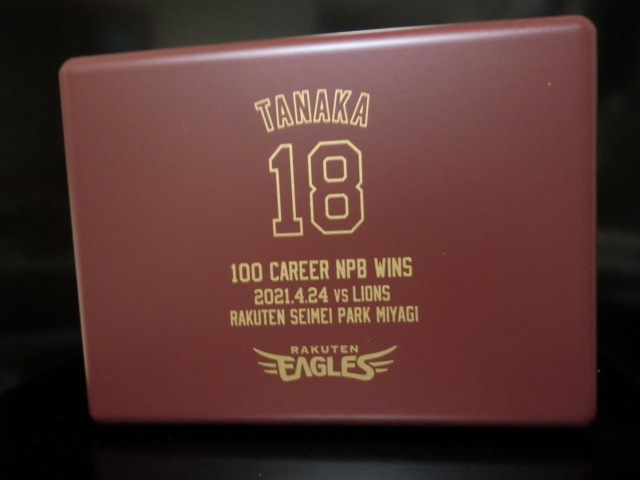 TANAKA
18
100 CAREER NPB WINS
2021.4.24 vs LIONS
RAKUTEN SEIMEI PARK MIYAGI
RAKUTEN
EAGLES